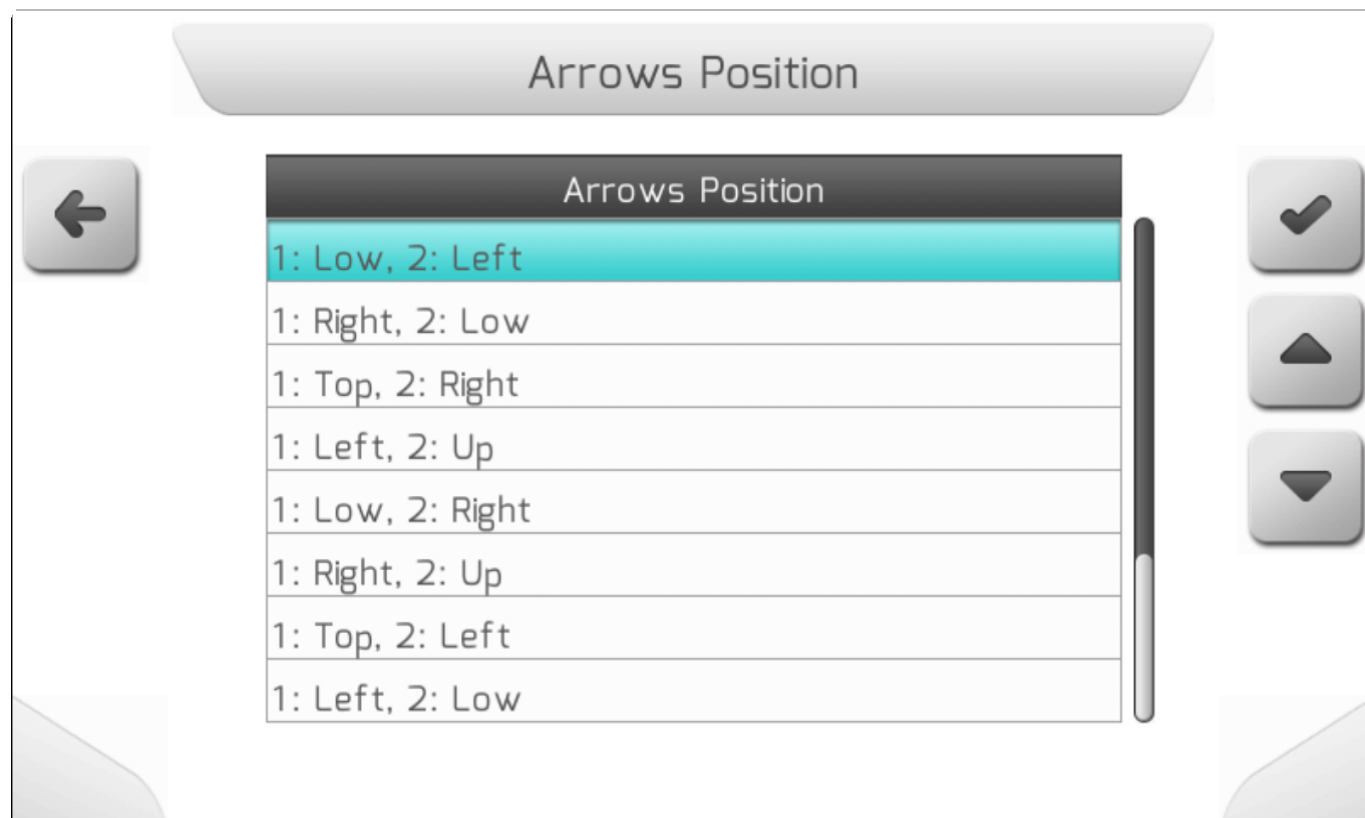 Arrows Position
Arrows Position
1: Low, 2: Left
1: Right, 2: Low
1: Top, 2: Right
1: Left, 2: Up
1: Low, 2: Right
1: Right, 2: Up
1: Top, 2: Left
1: Left, 2: Low